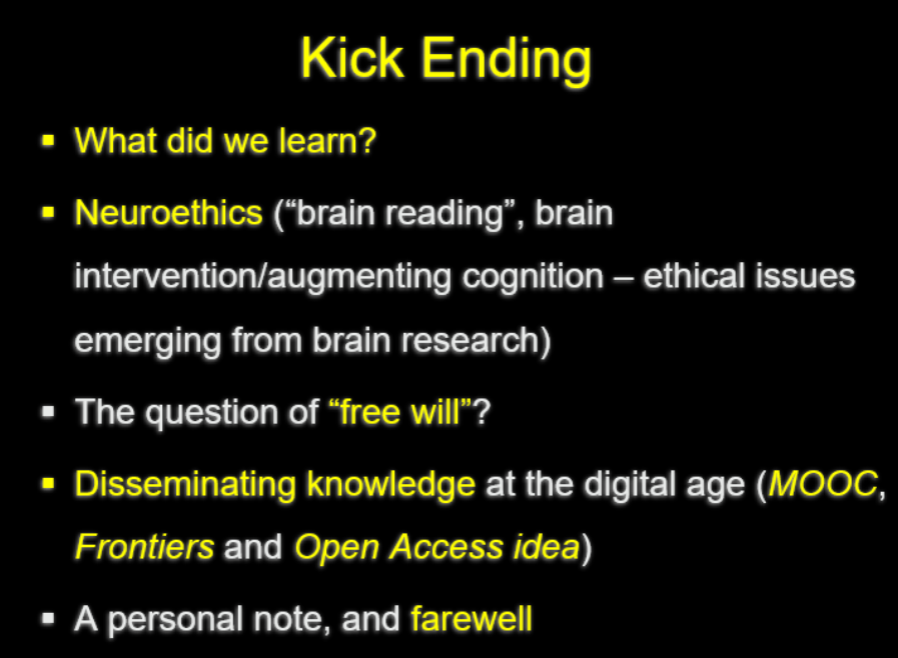 Kick Ending
▪ What did we learn?
▪ Neuroethics (“brain reading”, brain
intervention/augmenting cognition – ethical issues
emerging from brain research)
▪ The question of “free will”?
▪ Disseminating knowledge at the digital age (MOOC,
Frontiers and Open Access idea)
▪ A personal note, and farewell